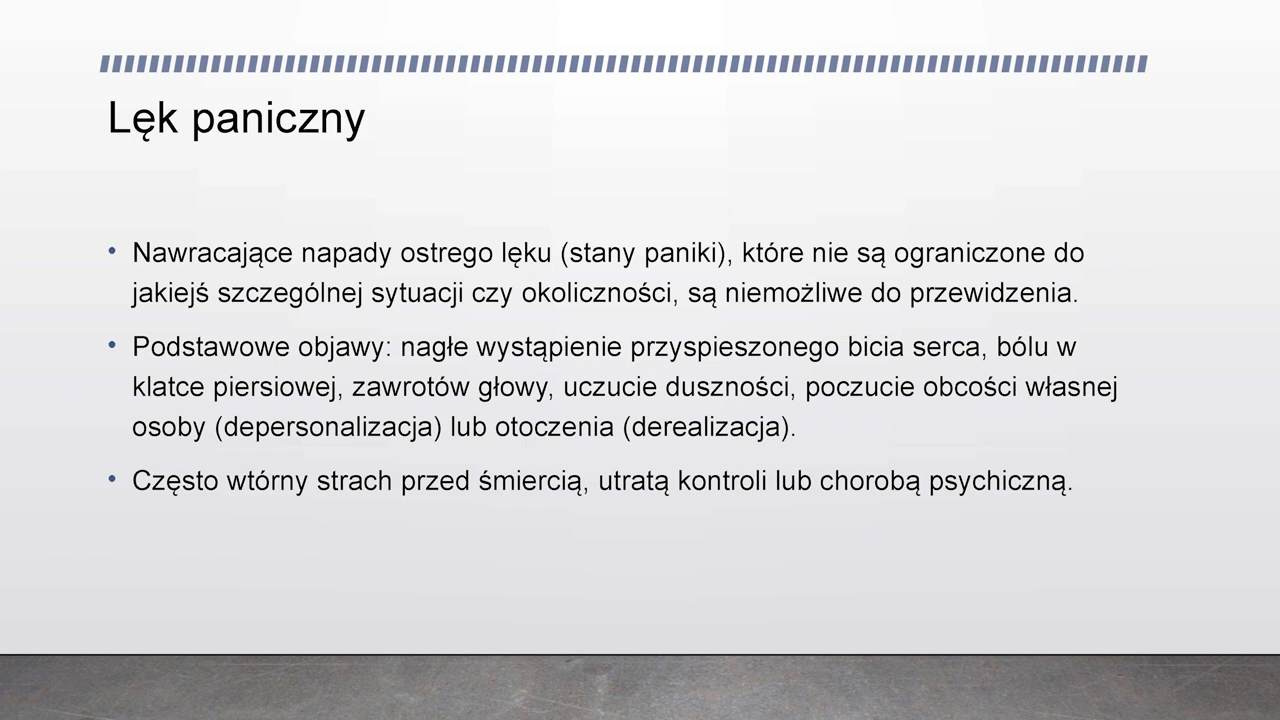 Lęk paniczny
• Nawracające napady ostrego lęku (stany paniki), które nie są ograniczone do
jakiejś szczególnej sytuacji czy okoliczności, są niemożliwe do przewidzenia.
• Podstawowe objawy: nagłe wystąpienie przyspieszonego bicia serca, bólu w
klatce piersiowej, zawrotów głowy, uczucie duszności, poczucie obcości własnej
osoby (depersonalizacja) lub otoczenia (derealizacja).
• Często wtórny strach przed śmiercią, utratą kontroli lub chorobą psychiczną.